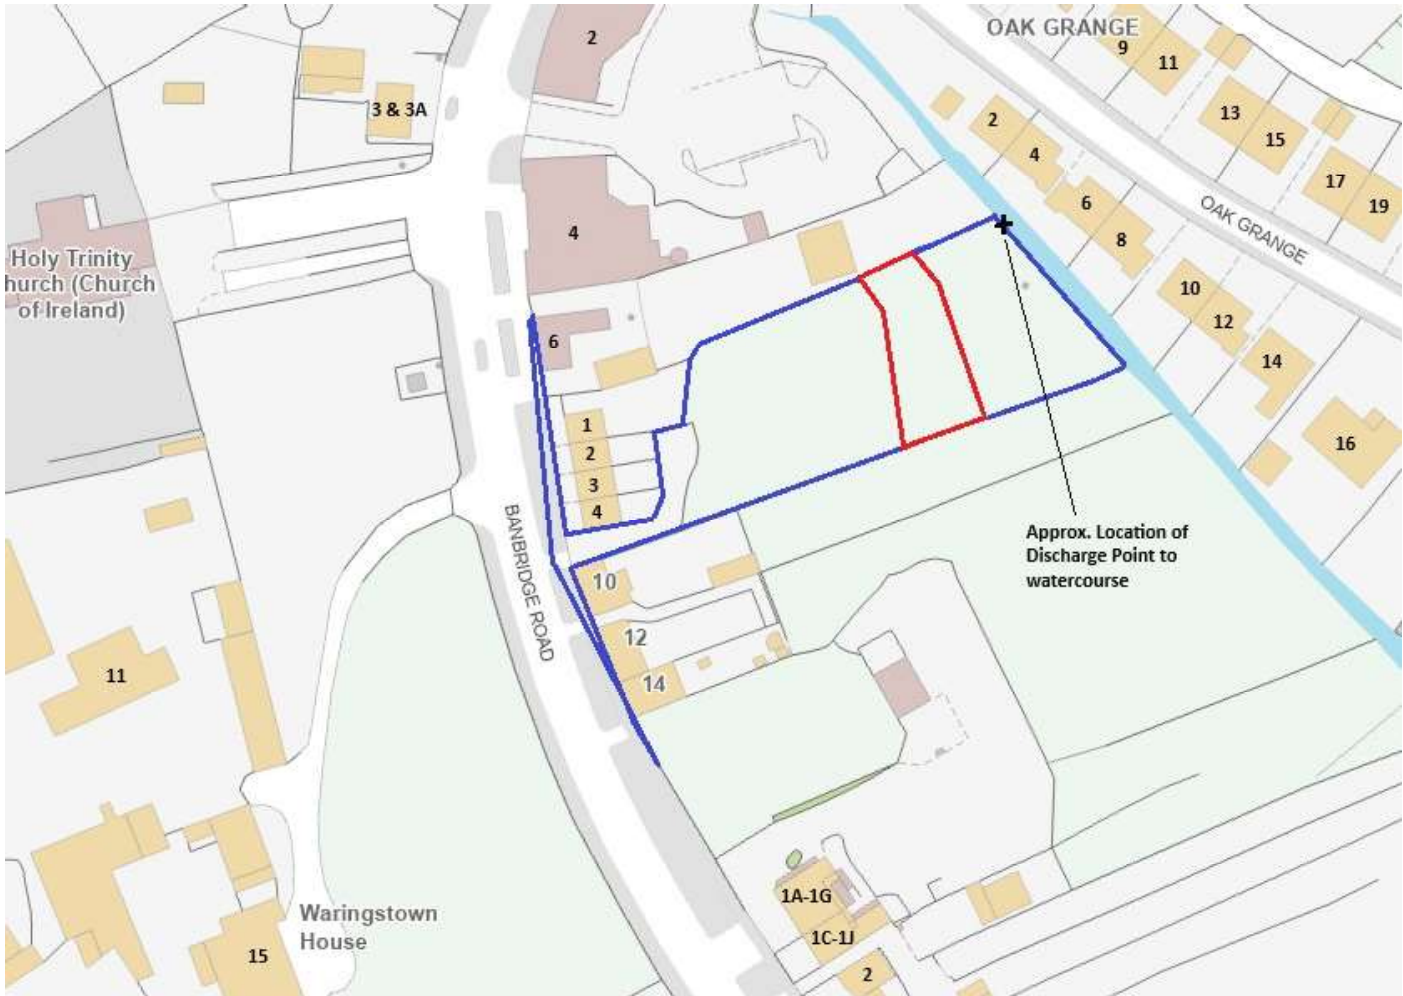 OAK GRANGE
2
9
11
3 & 3A
13
15
2
4
17
19
6
8
OAK GRANGE
4
Holy Trinity
hurch (Church
of Ireland)
10
12
6
14
1
2
3
4
16
BANBRIDGE ROAD
Approx. Location of
Discharge Point to
watercourse
10
12
11
14
1A-1G
Waringstown
House
15
1C-1J
2